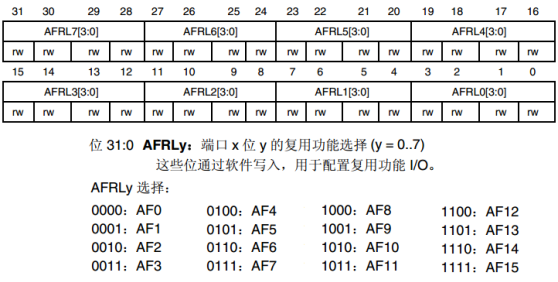 31 30 29 28 27 26 25 24 23 22 21 20 19 18 17 16
AFRL7[3:0] AFRL6[3:0] AFRL5[3:0] AFRL4[3:0]
rw rw rw rw rw rw rw rw rw rw rw rw rw rw rw rw
15 14 13 12 11 10 9 8 7 6 5 4 3 2 1 0
AFRL3[3:0] AFRL2[3:0] AFRL1[3:0] AFRL0[3:0]
rw rw rw rw rw rw rw rw rw rw rw rw rw rw rw rw
位 31:0 AFRLy：端口 x 位 y 的复用功能选择 (y = 0..7)
这些位通过软件写入，用于配置复用功能 I/O。
AFRLy 选择：
0000：AF0 0100：AF4 1000：AF8 1100：AF12
0001：AF1 0101：AF5 1001：AF9 1101：AF13
0010：AF2 0110：AF6 1010：AF10 1110：AF14
0011：AF3 0111：AF7 1011：AF11 1111：AF15